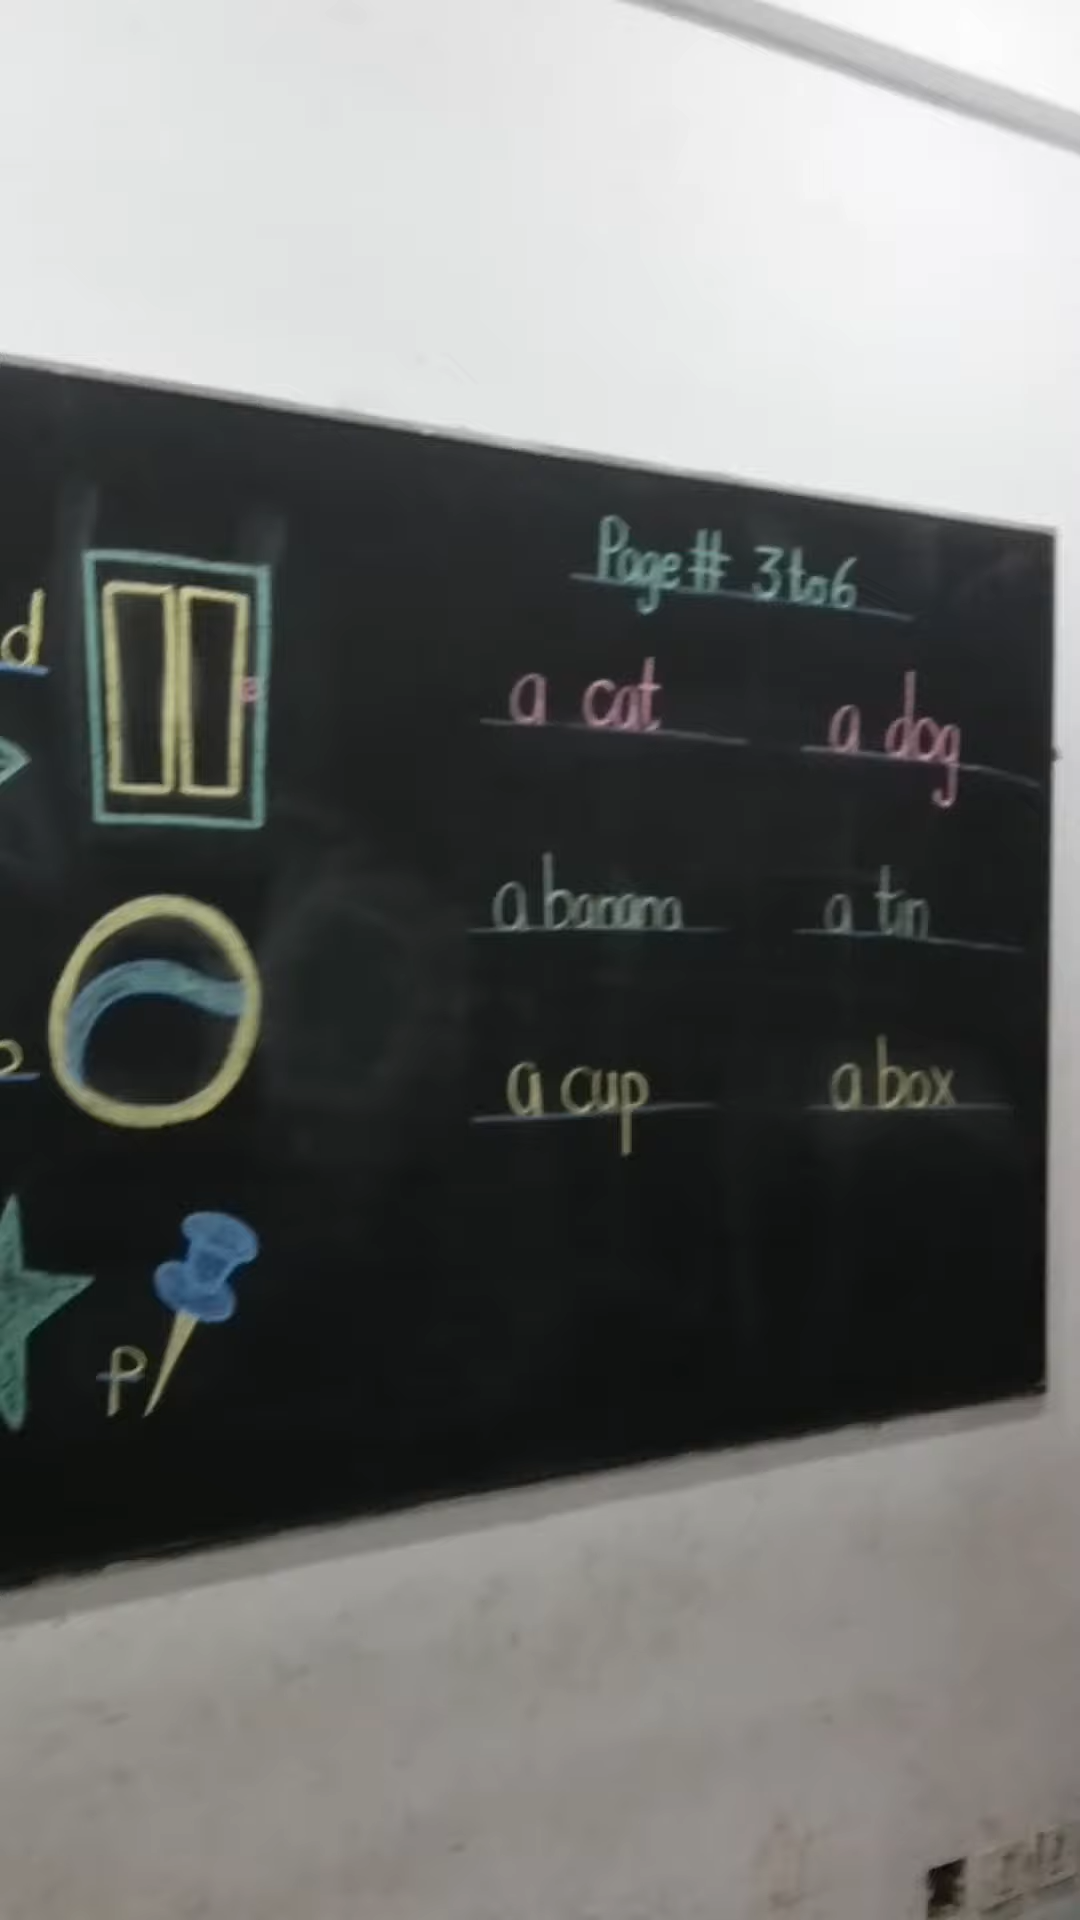 Page # 3 to 6
d
a cat a dog
a banana a tin
a cup a box
p